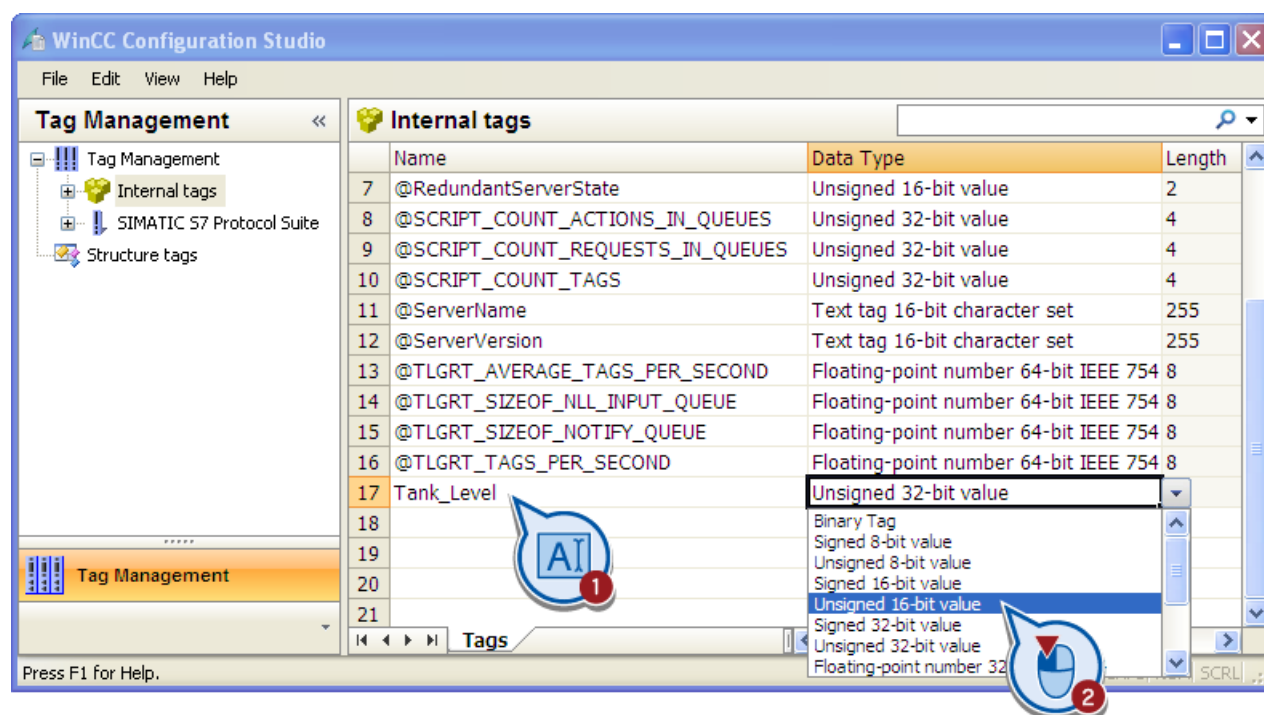 WinCC Configuration Studio
File Edit View Help
Tag Management «
Tag Management
Internal tags
SIMATIC S7 Protocol Suite
Structure tags
Tag Management
Internal tags
Name Data Type Length
7 @RedundantServerState Unsigned 16-bit value 2
8 @SCRIPT_COUNT_ACTIONS_IN_QUEUES Unsigned 32-bit value 4
9 @SCRIPT_COUNT_REQUESTS_IN_QUEUES Unsigned 32-bit value 4
10 @SCRIPT_COUNT_TAGS Unsigned 32-bit value 4
11 @ServerName Text tag 16-bit character set 255
12 @ServerVersion Text tag 16-bit character set 255
13 @TLGRT_AVERAGE_TAGS_PER_SECOND Floating-point number 64-bit IEEE 754 8
14 @TLGRT_SIZEOF_NLL_INPUT_QUEUE Floating-point number 64-bit IEEE 754 8
15 @TLGRT_SIZEOF_NOTIFY_QUEUE Floating-point number 64-bit IEEE 754 8
16 @TLGRT_TAGS_PER_SECOND Floating-point number 64-bit IEEE 754 8
17 Tank_Level Unsigned 32-bit value
18
19
20
21
Binary Tag
Signed 8-bit value
Unsigned 8-bit value
Signed 16-bit value
Unsigned 16-bit value
Signed 32-bit value
Unsigned 32-bit value
Floating-point number 32
A
1
2
Tags
Press F1 for Help.
SCRL